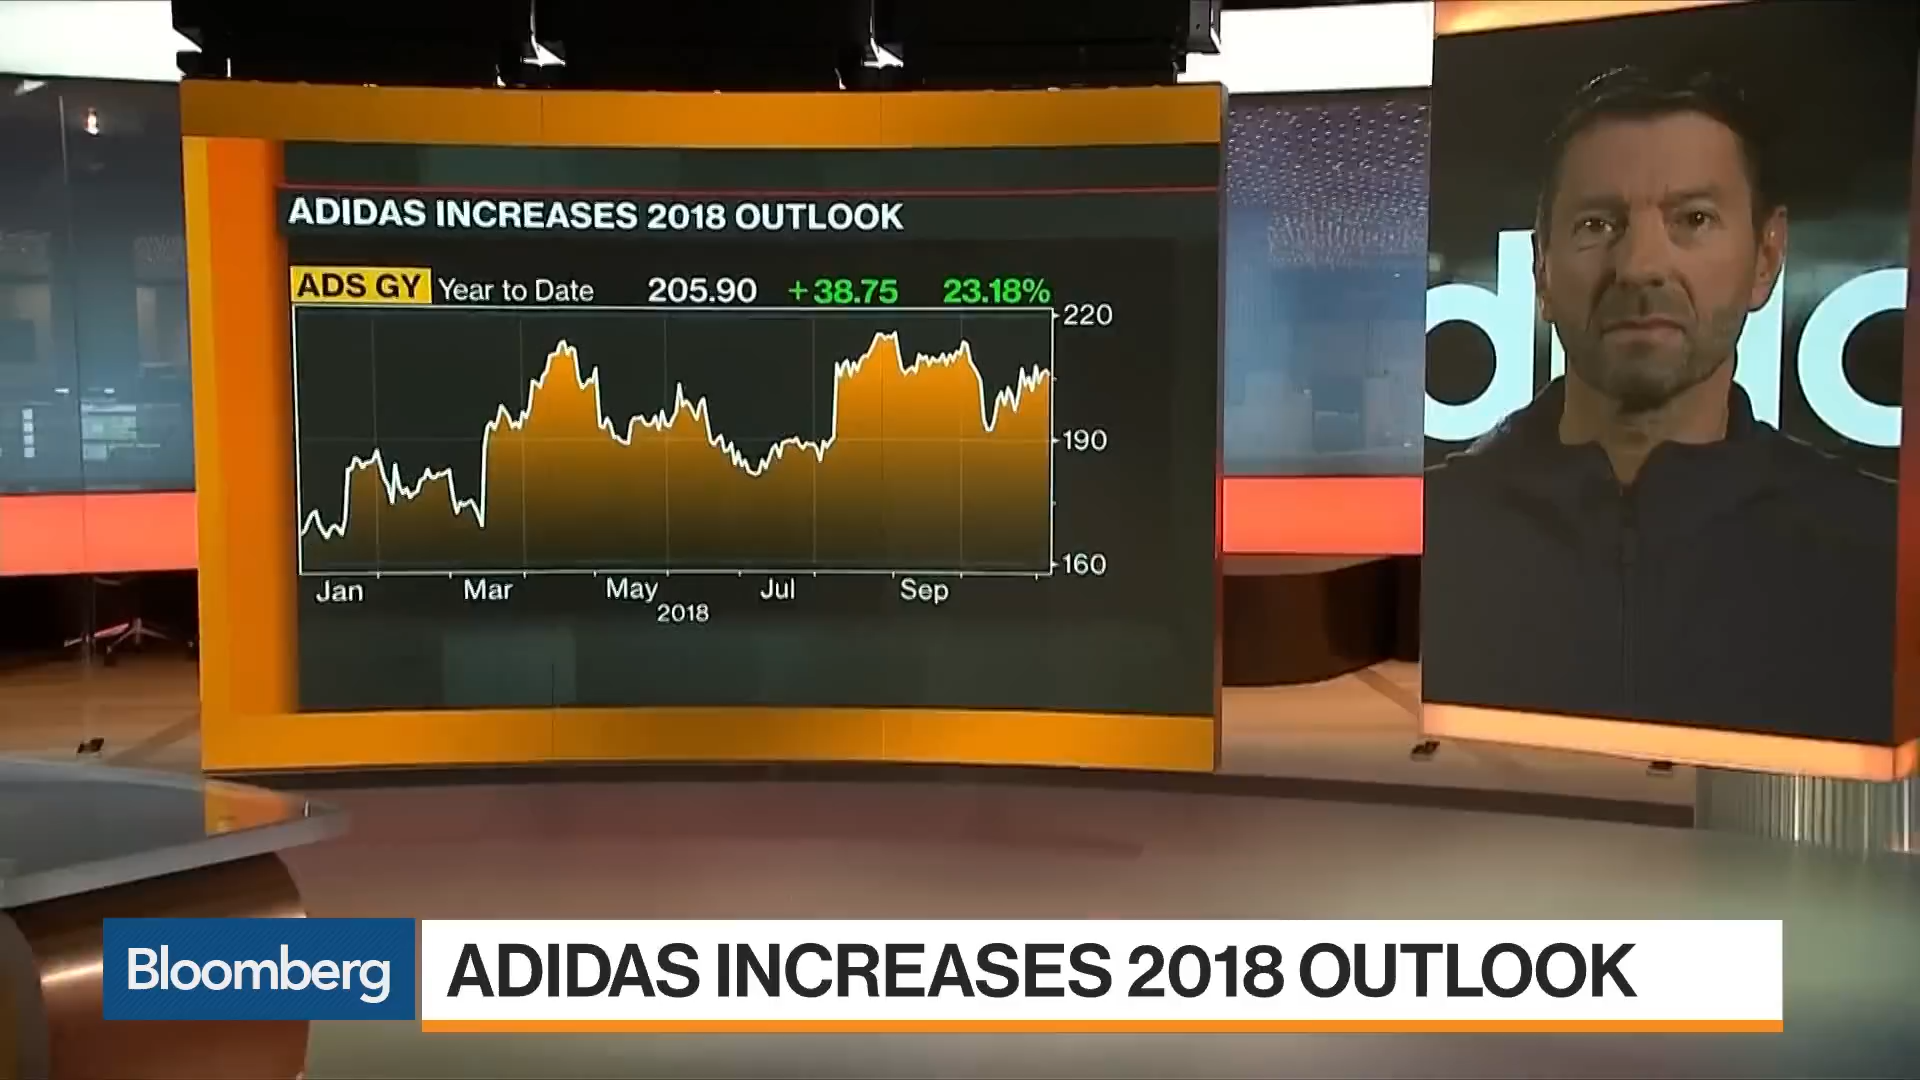 ADIDAS INCREASES 2018 OUTLOOK
ADS GY Year to Date 205.90 +38.75 23.18%
220
190
160
Jan Mar May Jul Sep
2018
Bloomberg
ADIDAS INCREASES 2018 OUTLOOK